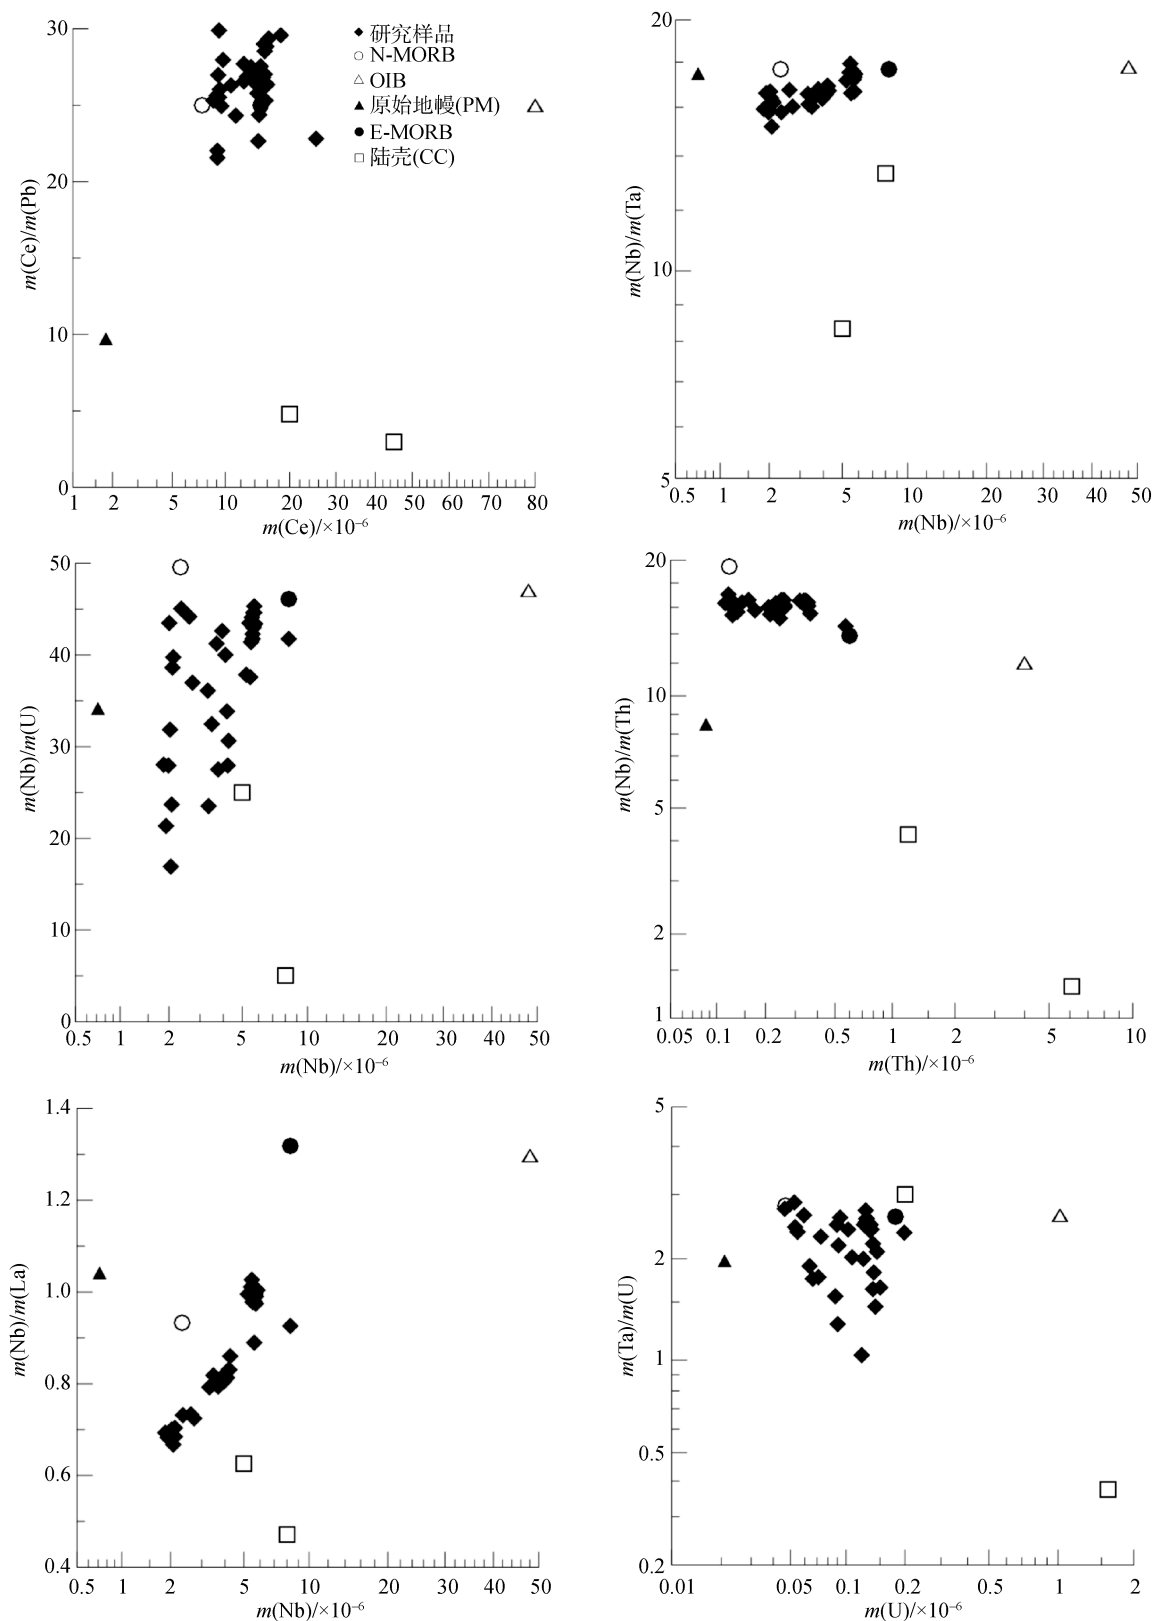 30
20
10
0
m(Ce)/m(Pb)
1 2 5 10 20 30 40 50 60 70 80
m(Ce)/×10⁻⁶
研究样品
N-MORB
OIB
原始地幔(PM)
E-MORB
陆壳(CC)
20
10
5
m(Nb)/m(Ta)
0.5 1 2 5 10 20 30 40 50
m(Nb)/×10⁻⁶
50
40
30
20
10
0
m(Nb)/m(U)
0.5 1 2 5 10 20 30 40 50
m(Nb)/×10⁻⁶
20
10
5
2
1
m(Nb)/m(Th)
0.05 0.1 0.2 0.5 1 2 5 10
m(Th)/×10⁻⁶
1.4
1.2
1.0
0.8
0.6
0.4
m(Nb)/m(La)
0.5 1 2 5 10 20 30 40 50
m(Nb)/×10⁻⁶
5
2
1
0.5
0.2
m(Ta)/m(U)
0.01 0.05 0.1 0.2 0.5 1 2
m(U)/×10⁻⁶